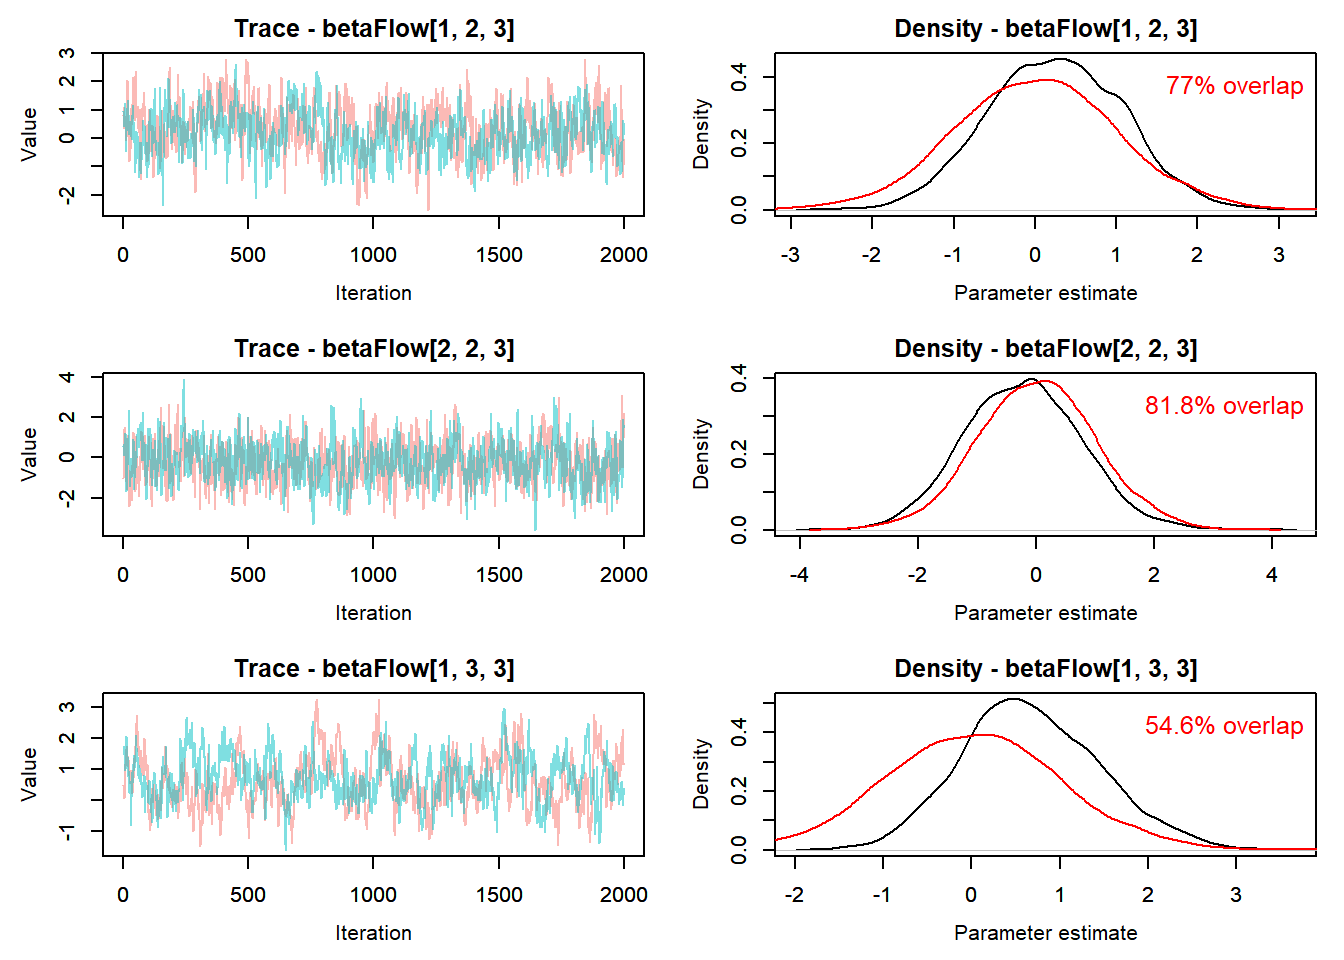 Trace - betaFlow[1, 2, 3]
Value
3
2
1
0
-2
0 500 1000 1500 2000
Iteration
Density - betaFlow[1, 2, 3]
77% overlap
Density
0.4
0.2
0.0
-3 -2 -1 0 1 2 3
Parameter estimate
Trace - betaFlow[2, 2, 3]
Value
4
2
0
-2
0 500 1000 1500 2000
Iteration
Density - betaFlow[2, 2, 3]
81.8% overlap
Density
0.4
0.2
0.0
-4 -2 0 2 4
Parameter estimate
Trace - betaFlow[1, 3, 3]
Value
3
2
1
-1
0 500 1000 1500 2000
Iteration
Density - betaFlow[1, 3, 3]
54.6% overlap
Density
0.4
0.2
0.0
-2 -1 0 1 2 3
Parameter estimate